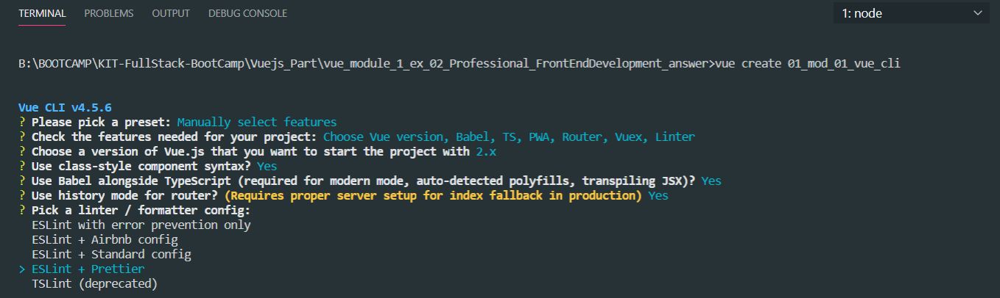 TERMINAL PROBLEMS OUTPUT DEBUG CONSOLE 1: node
B:\BOOTCAMP\KIT-FullStack-BootCamp\Vuejs_Part\vue_module_1_ex_02_Professional_FrontEndDevelopment_answer>vue create 01_mod_01_vue_cli
Vue CLI v4.5.6
? Please pick a preset: Manually select features
? Check the features needed for your project: Choose Vue version, Babel, TS, PWA, Router, Vuex, Linter
? Choose a version of Vue.js that you want to start the project with 2.x
? Use class-style component syntax? Yes
? Use Babel alongside TypeScript (required for modern mode, auto-detected polyfills, transpiling JSX)? Yes
? Use history mode for router? (Requires proper server setup for index fallback in production) Yes
? Pick a linter / formatter config:
ESLint with error prevention only
ESLint + Airbnb config
ESLint + Standard config
> ESLint + Prettier
TSLint (deprecated)